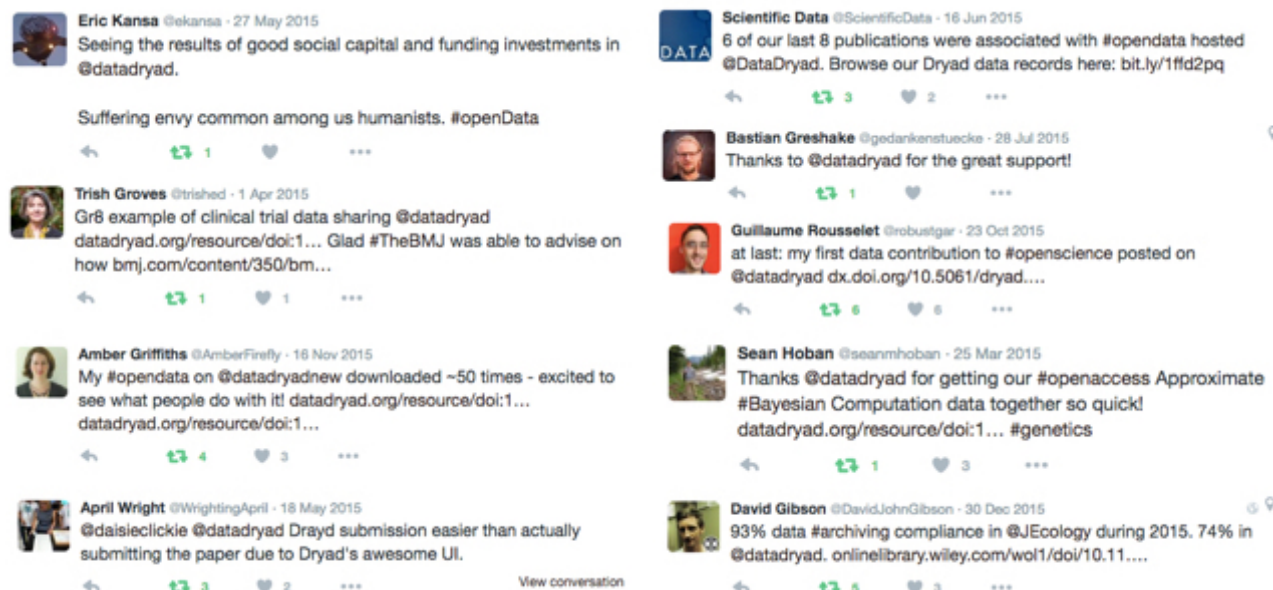 Eric Kansa @ekansa · 27 May 2015
Seeing the results of good social capital and funding investments in
@datadryad.
Suffering envy common among us humanists. #openData
1
Trish Groves @trished · 1 Apr 2015
Gr8 example of clinical trial data sharing @datadryad
datadryad.org/resource/doi:1… Glad #TheBMJ was able to advise on
how bmj.com/content/350/bm…
1 1
Amber Griffiths @AmberFirefly · 16 Nov 2015
My #opendata on @datadryadnew downloaded ~50 times - excited to
see what people do with it! datadryad.org/resource/doi:1…
datadryad.org/resource/doi:1…
4 3
April Wright @WrightingApril · 18 May 2015
@daisieclickie @datadryad Drayd submission easier than actually
submitting the paper due to Dryad's awesome UI.
View conversation
3 2
DATA
Scientific Data @ScientificData · 16 Jun 2015
6 of our last 8 publications were associated with #opendata hosted
@DataDryad. Browse our Dryad data records here: bit.ly/1ffd2pq
3 2
Bastian Greshake @gedankenstuecke · 28 Jul 2015
Thanks to @datadryad for the great support!
1
Guillaume Rousselet @robustgar · 23 Oct 2015
at last: my first data contribution to #openscience posted on
@datadryad dx.doi.org/10.5061/dryad.…
6 6
Sean Hoban @seanmhoban · 25 Mar 2015
Thanks @datadryad for getting our #openaccess Approximate
#Bayesian Computation data together so quick!
datadryad.org/resource/doi:1… #genetics
1 3
David Gibson @DavidJohnGibson · 30 Dec 2015
93% data #archiving compliance in @JEcology during 2015. 74% in
@datadryad. onlinelibrary.wiley.com/wol1/doi/10.11.…
5 3